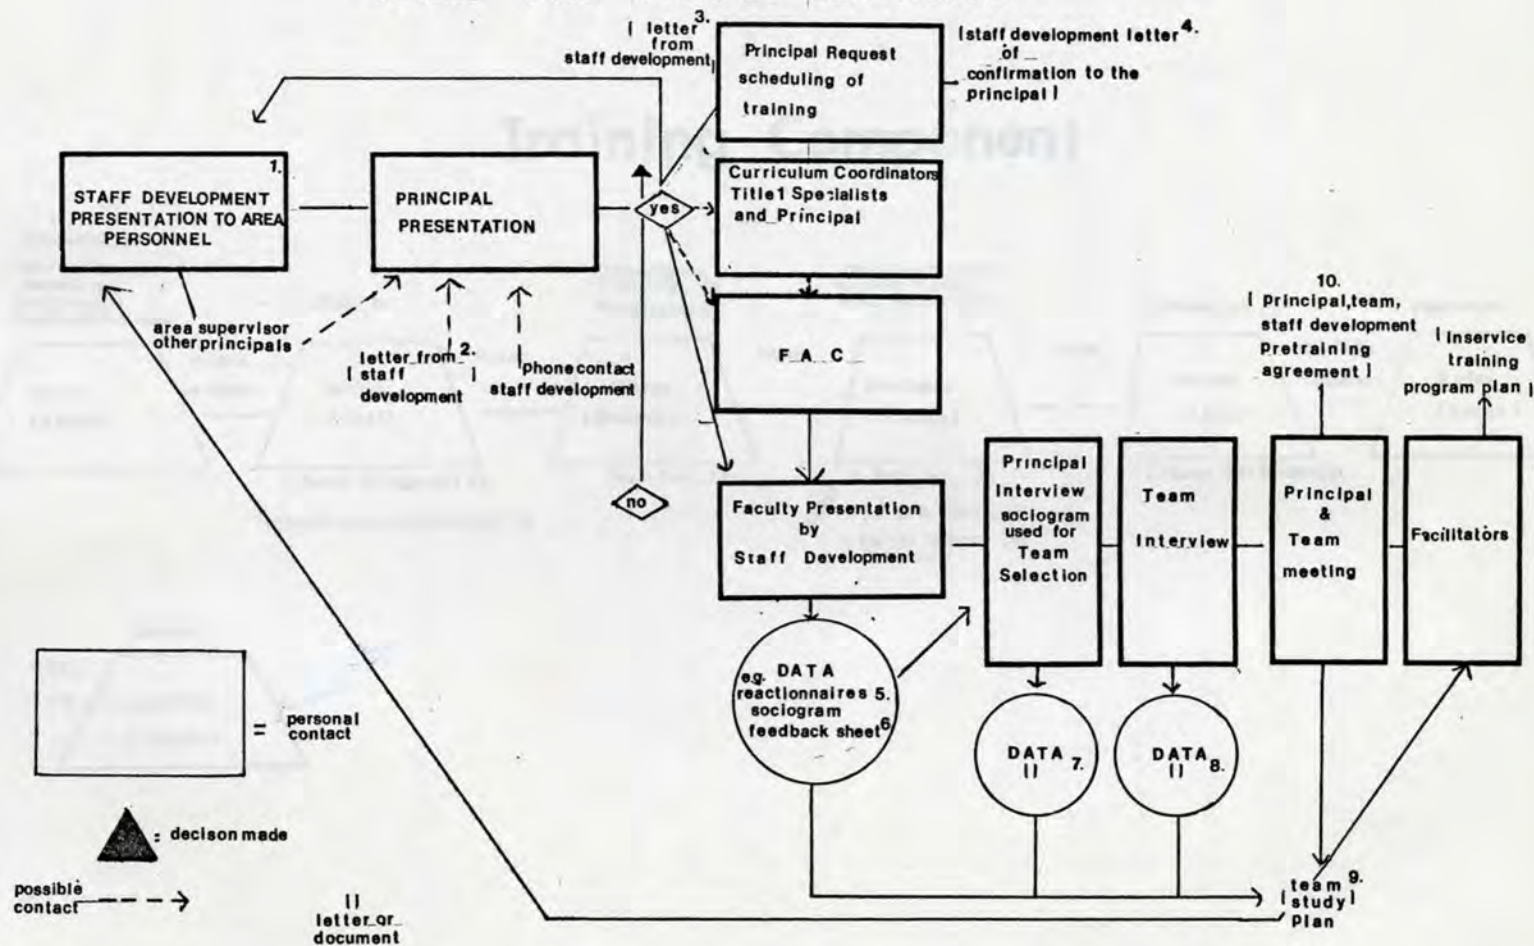 [ letter 3.
from
staff development ]
Principal Request
scheduling of
training
[ staff development letter 4.
of
confirmation to the
principal ]
Training Component
1.
STAFF DEVELOPMENT
PRESENTATION TO AREA
PERSONNEL
PRINCIPAL
PRESENTATION
yes
Curriculum Coordinators
Title 1 Specialists
and Principal
area supervisor
other principals
letter from 2.
[ staff ]
development
phone contact
staff development
F A C
no
Faculty Presentation
by
Staff Development
Principal
Interview
sociogram
used for
Team
Selection
Team
Interview
10.
[ Principal, team,
staff development
Pretraining
agreement ]
Principal
&
Team
meeting
[ Inservice
training
program plan ]
Facilitators
e.g. DATA
reactionnaires 5.
sociogram
feedback sheet 6
DATA
[ ] 7.
DATA
[ ] 8.
= personal
contact
= decison made
possible
contact
[ ]
letter or
document
team 9.
[ study ]
Plan